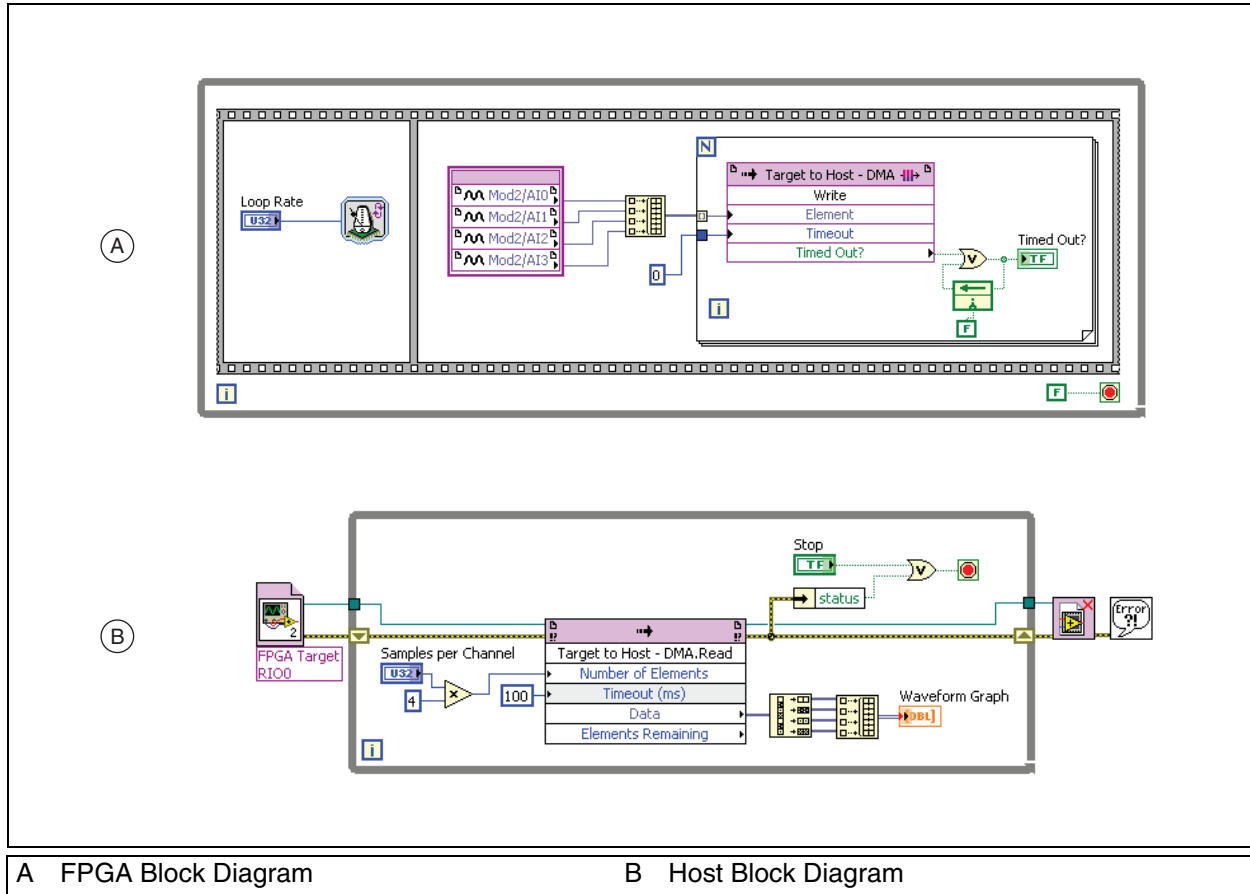 A
Loop Rate
U32
Mod2/AI0
Mod2/AI1
Mod2/AI2
Mod2/AI3
0
N
Target to Host - DMA
Write
Element
Timeout
Timed Out?
V
Timed Out?
TF
F
i
i
F
B
2
FPGA Target
RIO0
Samples per Channel
U32
4
x
100
Target to Host - DMA.Read
Number of Elements
Timeout (ms)
Data
Elements Remaining
Stop
TF
V
status
Waveform Graph
DBL]
Error
?!
i
A FPGA Block Diagram
B Host Block Diagram